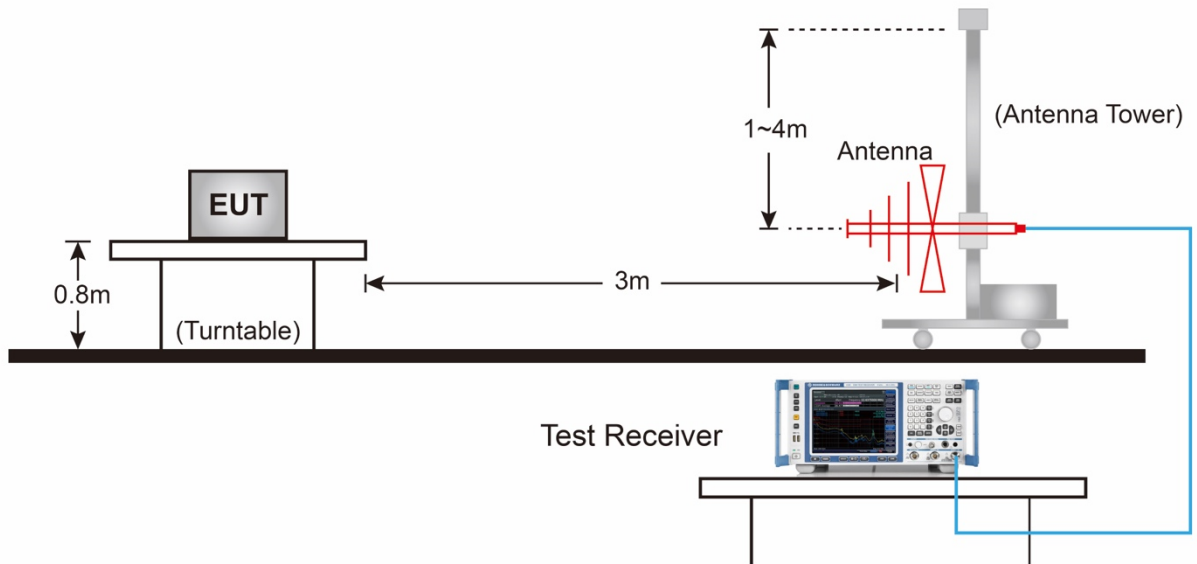 1~4m
(Antenna Tower)
Antenna
EUT
0.8m
3m
(Turntable)
Test Receiver